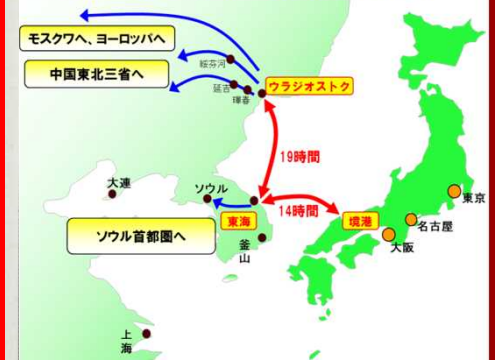 モスクワへ、ヨーロッパへ
綏芬河
中国東北三省へ
延吉
琿春
ウラジオストク
19時間
大連
ソウル
東海
14時間
境港
東京
名古屋
大阪
ソウル首都圏へ
釜
山
上
海